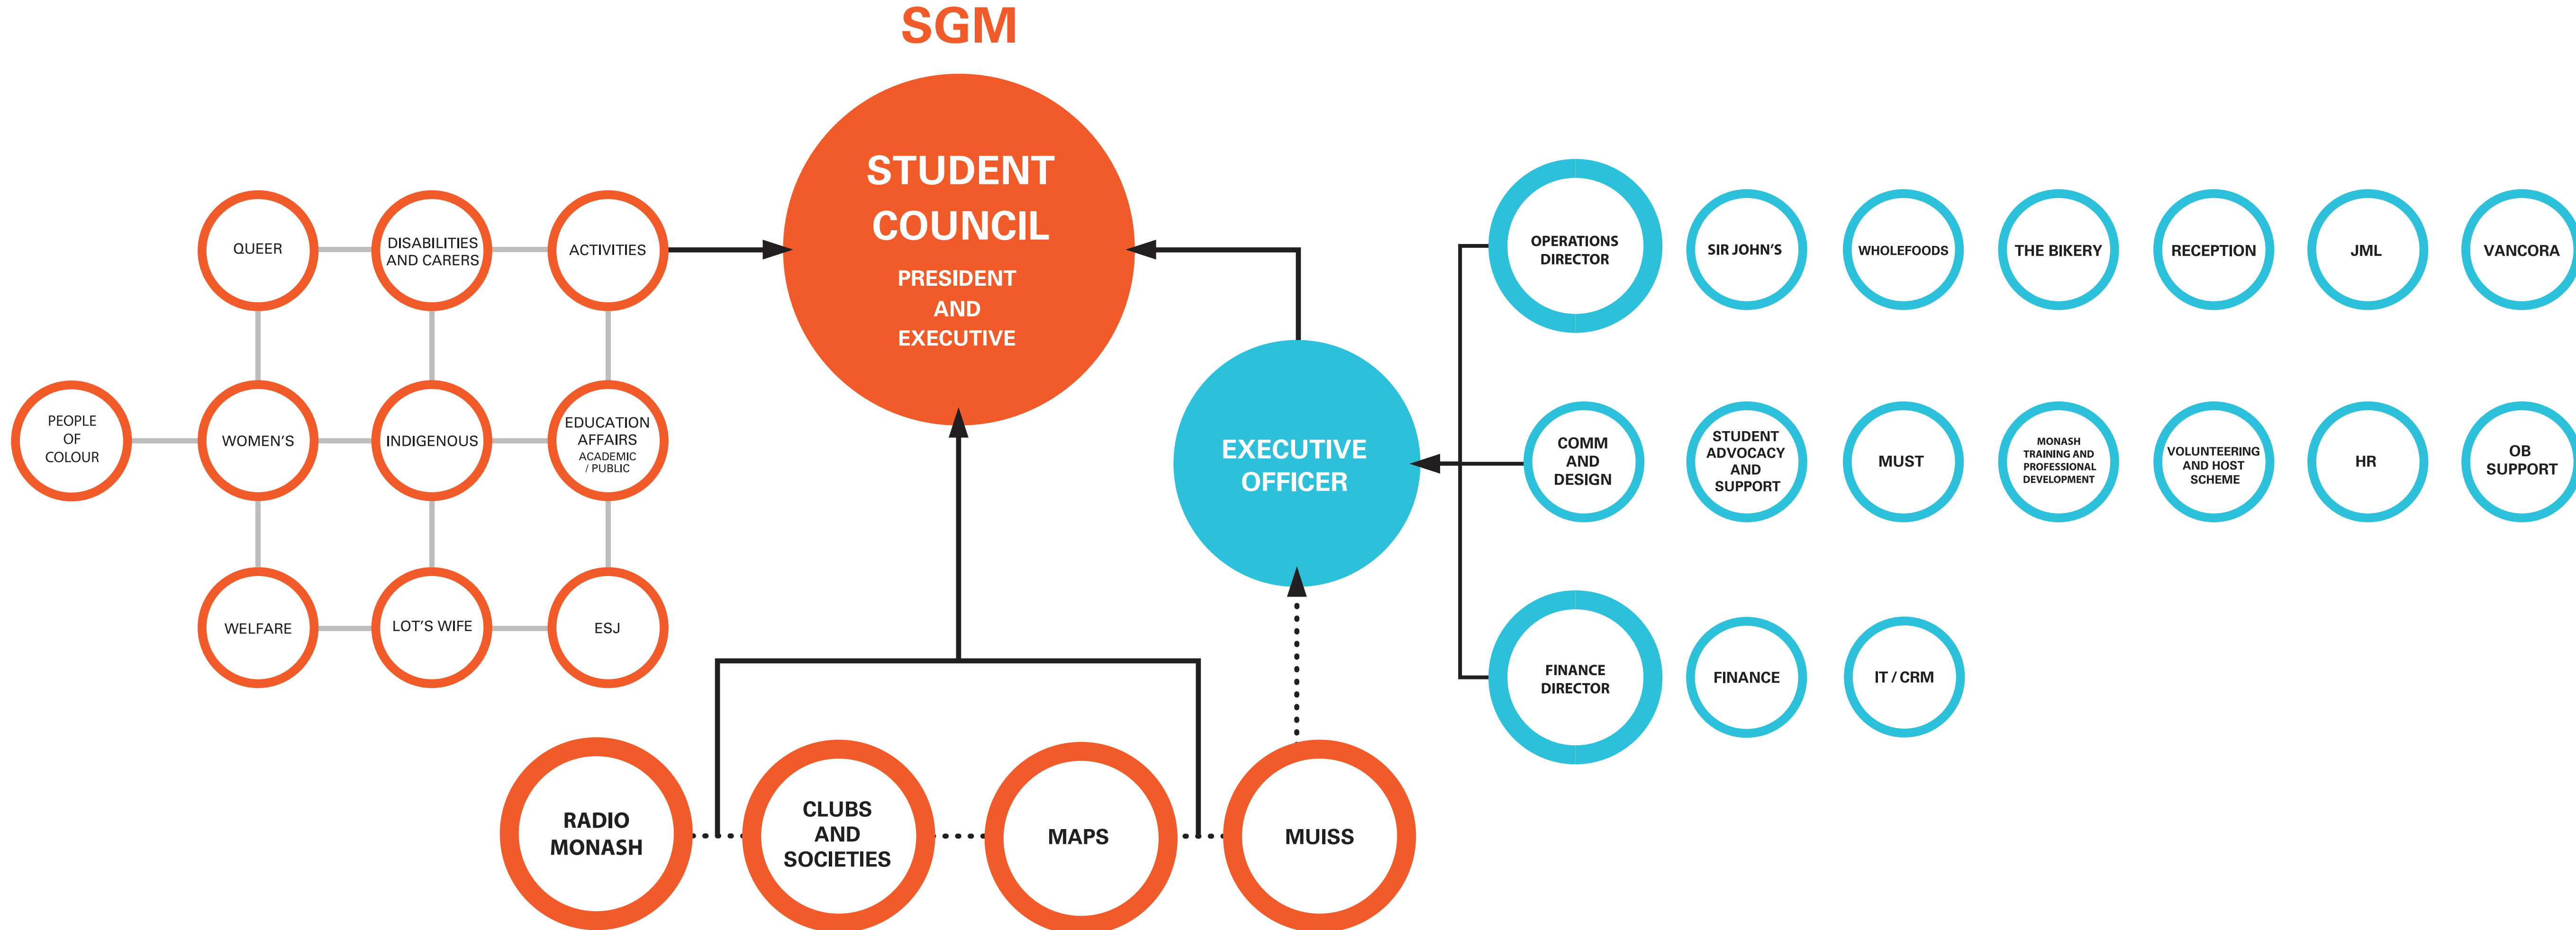 SGM
STUDENT
COUNCIL
PRESIDENT
AND
EXECUTIVE
QUEER
DISABILITIES
AND CARERS
ACTIVITIES
PEOPLE
OF
COLOUR
WOMEN'S
INDIGENOUS
EDUCATION
AFFAIRS
ACADEMIC
/ PUBLIC
WELFARE
LOT'S WIFE
ESJ
EXECUTIVE
OFFICER
OPERATIONS
DIRECTOR
SIR JOHN'S
WHOLEFOODS
THE BIKERY
RECEPTION
JML
VANCORA
COMM
AND
DESIGN
STUDENT
ADVOCACY
AND
SUPPORT
MUST
MONASH
TRAINING AND
PROFESSIONAL
DEVELOPMENT
VOLUNTEERING
AND HOST
SCHEME
HR
OB
SUPPORT
FINANCE
DIRECTOR
FINANCE
IT / CRM
RADIO
MONASH
CLUBS
AND
SOCIETIES
MAPS
MUISS